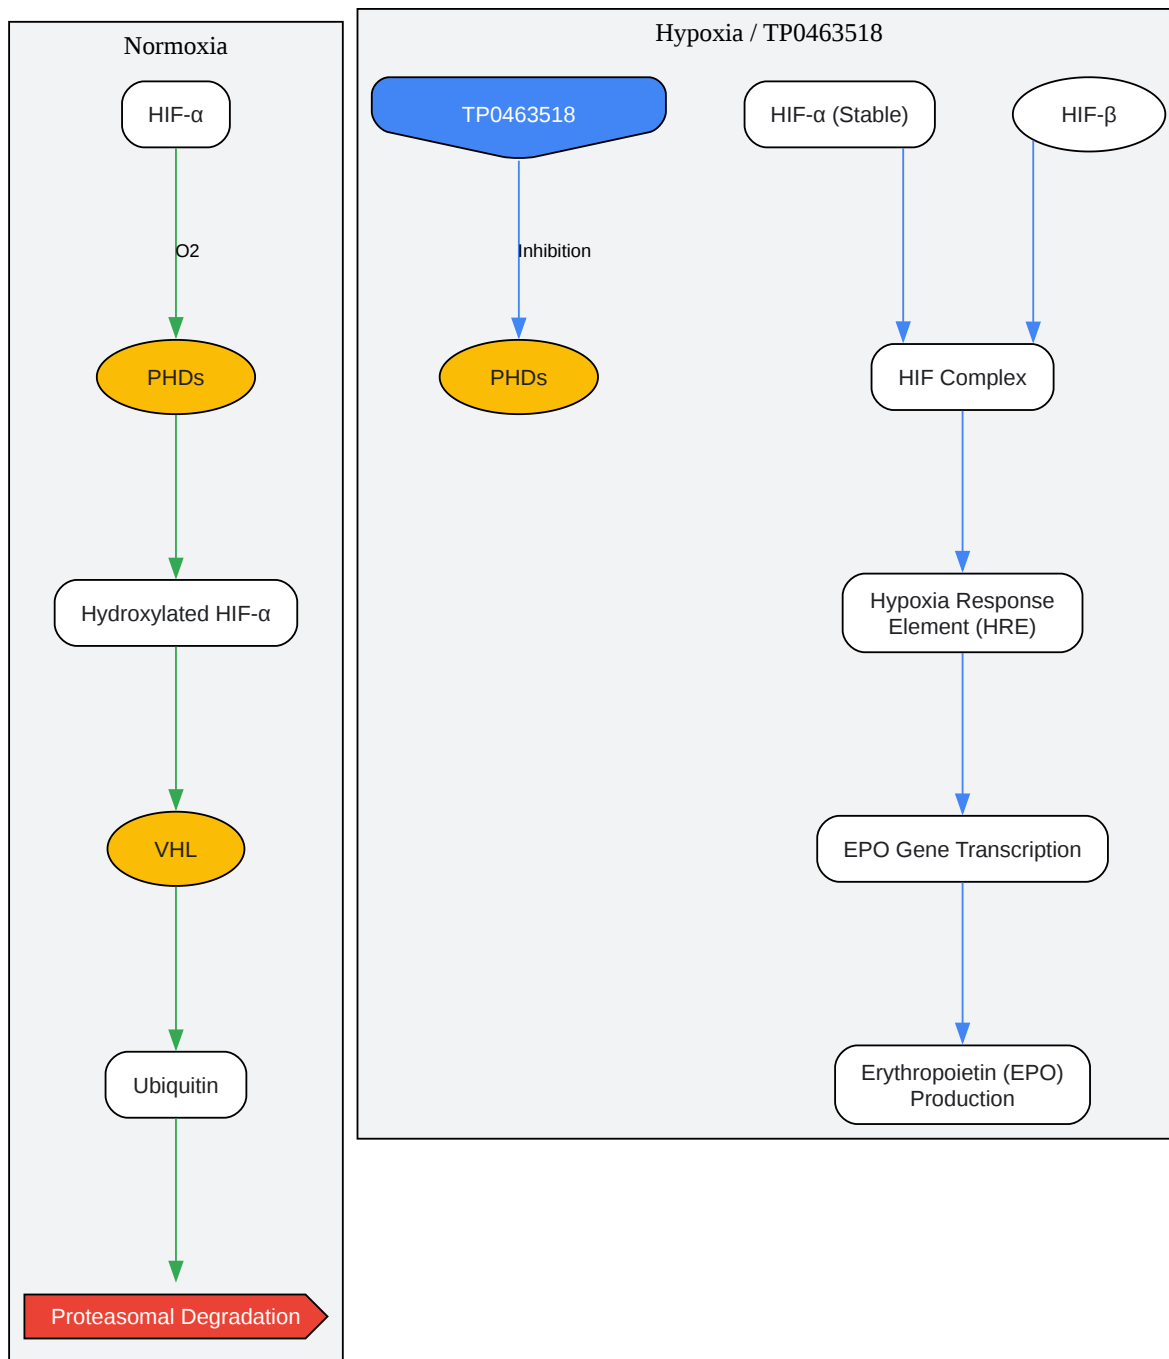 Normoxia
HIF-α
O2
PHDs
Hydroxylated HIF-α
VHL
Ubiquitin
Proteasomal Degradation
Hypoxia / TP0463518
TP0463518
Inhibition
PHDs
HIF-α (Stable)
HIF-β
HIF Complex
Hypoxia Response
Element (HRE)
EPO Gene Transcription
Erythropoietin (EPO)
Production